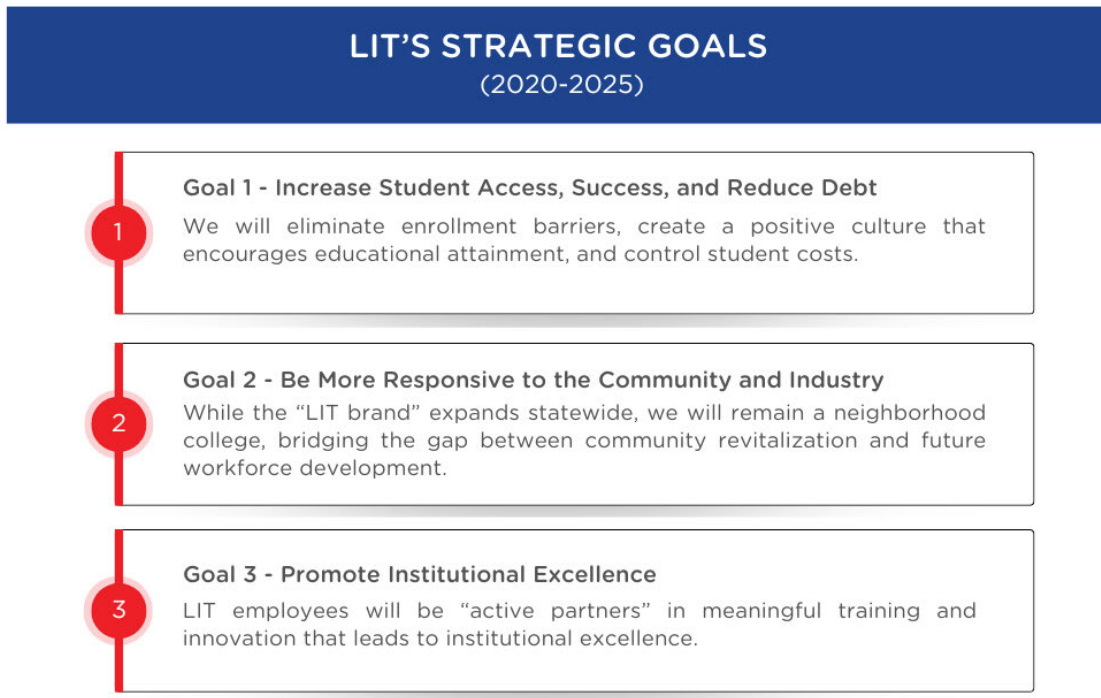 LIT'S STRATEGIC GOALS
(2020-2025)
Goal 1 - Increase Student Access, Success, and Reduce Debt
1
We will eliminate enrollment barriers, create a positive culture that
encourages educational attainment, and control student costs.
Goal 2 - Be More Responsive to the Community and Industry
2
While the “LIT brand” expands statewide, we will remain a neighborhood
college, bridging the gap between community revitalization and future
workforce development.
Goal 3 - Promote Institutional Excellence
3
LIT employees will be “active partners” in meaningful training and
innovation that leads to institutional excellence.